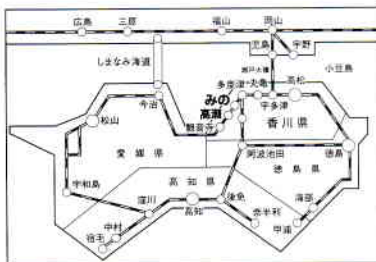 広島
三原
福山
岡山
児島
宇野
しまなみ海道
瀬戸大橋
小豆島
多度津
丸亀
高松
今治
みの
高瀬
宇多津
観音寺
香川県
松山
愛媛県
阿波池田
徳島
徳島県
高知県
宇和島
海部
窪川
高知
後免
奈半利
甲浦
中村
宿毛